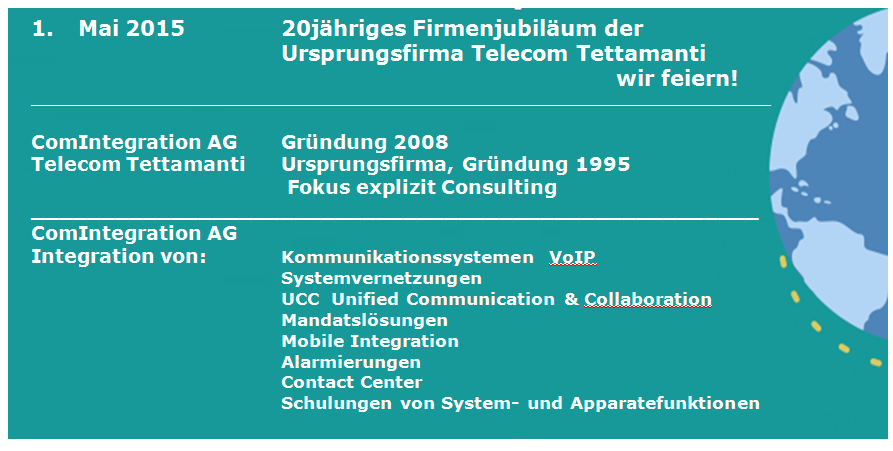 1. Mai 2015 20jähriges Firmenjubiläum der
Ursprungsfirma Telecom Tettamanti
wir feiern!
ComIntegration AG Gründung 2008
Telecom Tettamanti Ursprungsfirma, Gründung 1995
Fokus explizit Consulting
ComIntegration AG
Integration von: Kommunikationssystemen VoIP
Systemvernetzungen
UCC Unified Communication & Collaboration
Mandatslösungen
Mobile Integration
Alarmierungen
Contact Center
Schulungen von System- und Apparatefunktionen